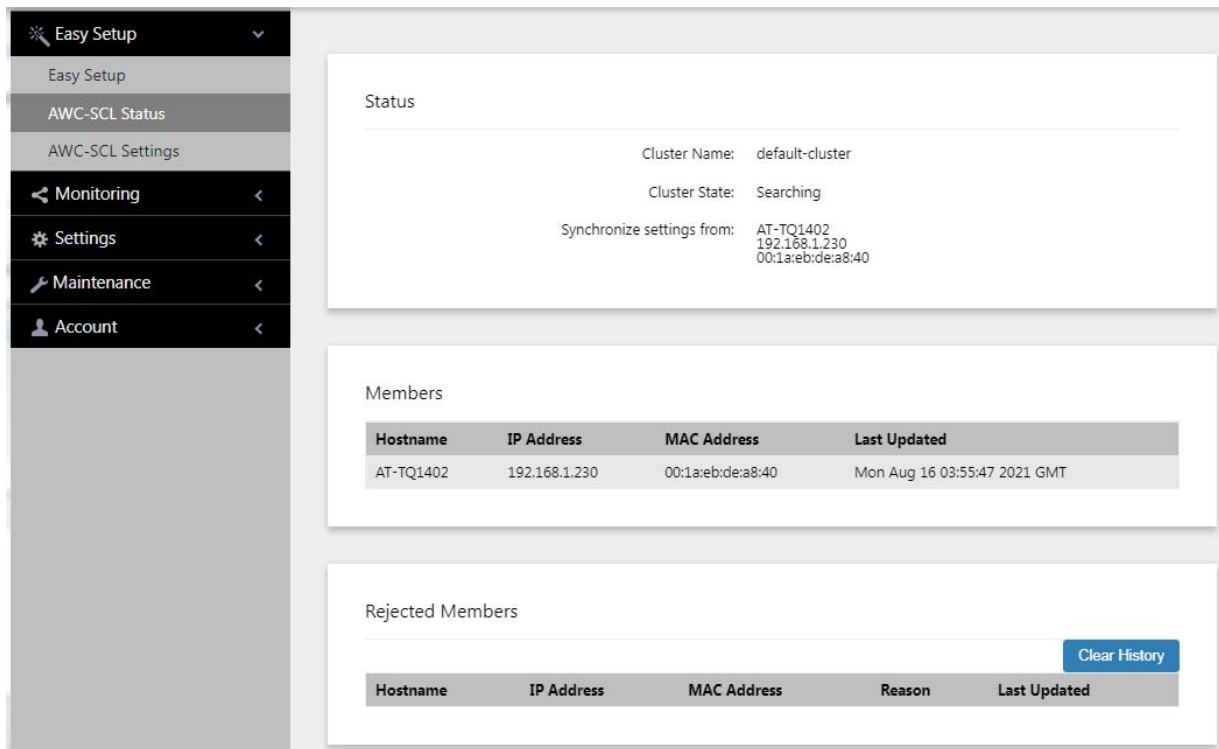 Easy Setup
Easy Setup
AWC-SCL Status
AWC-SCL Settings
Monitoring
Settings
Maintenance
Account
Status
Cluster Name: default-cluster
Cluster State: Searching
Synchronize settings from: AT-TQ1402
192.168.1.230
00:1a:eb:de:a8:40
Members
Hostname IP Address MAC Address Last Updated
AT-TQ1402 192.168.1.230 00:1a:eb:de:a8:40 Mon Aug 16 03:55:47 2021 GMT
Rejected Members
Clear History
Hostname IP Address MAC Address Reason Last Updated